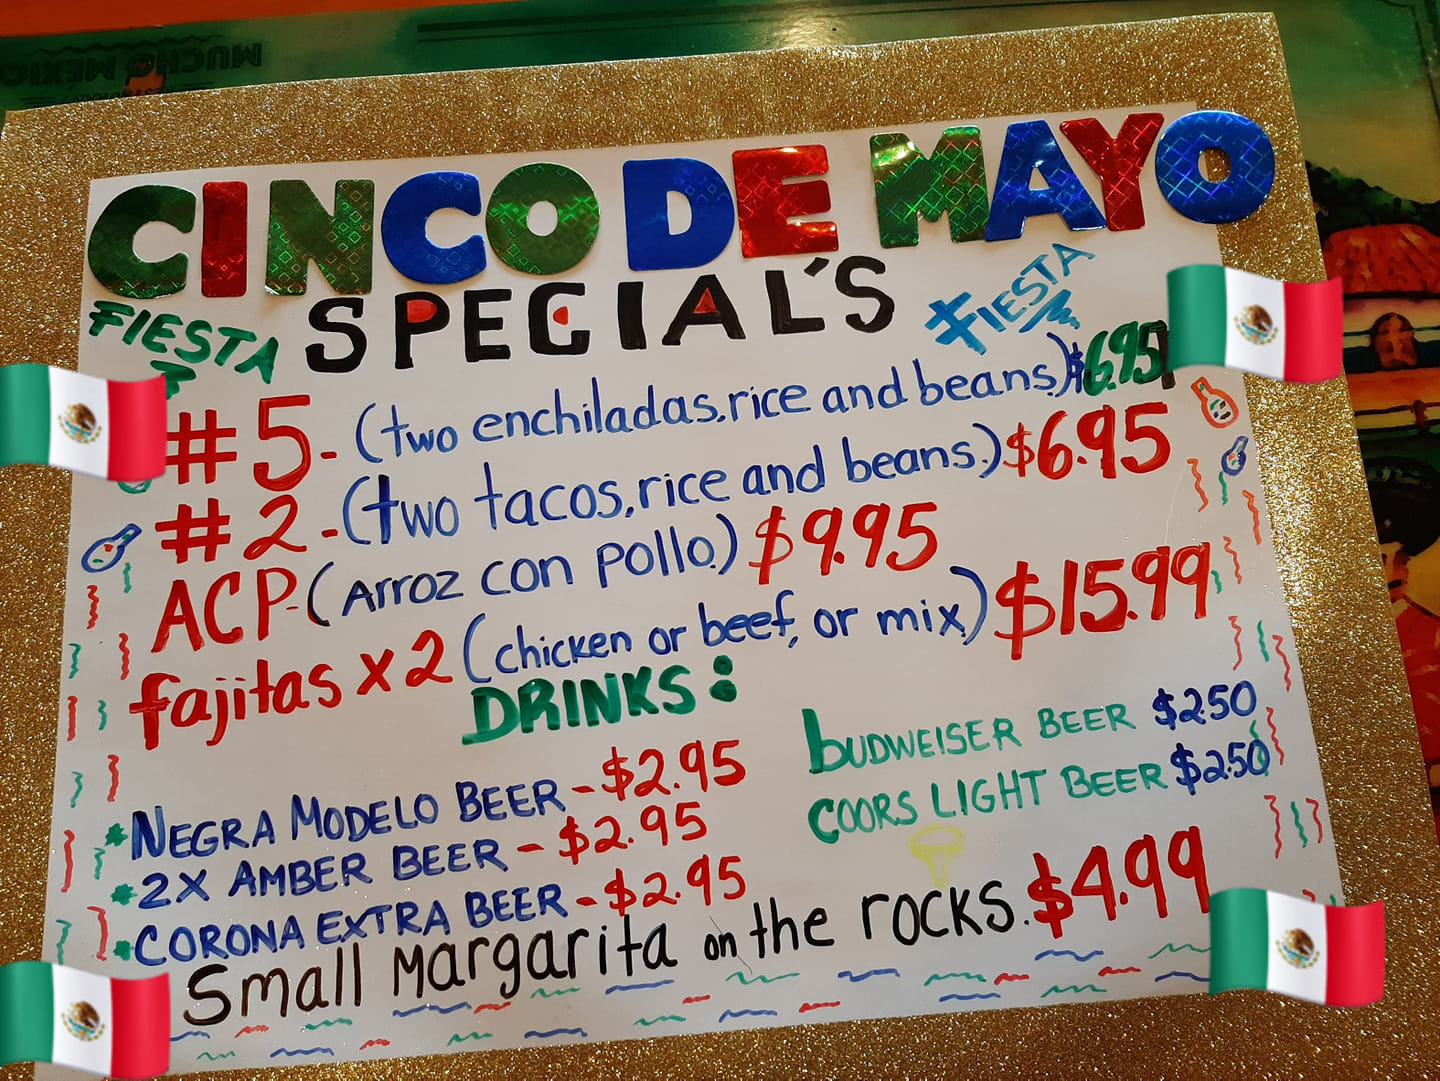 MUCHO MEXICO
CINCO DE MAYO
SPECIAL'S
FIESTA
FIESTA
#5- (two enchiladas, rice and beans.) $6.95
#2-(two tacos, rice and beans.) $6.95
ACP-(Arroz con pollo.) $9.95
fajitas x2 (chicken or beef, or mix.) $15.99
DRINKS:
*NEGRA MODELO BEER-$2.95
*2X AMBER BEER-$2.95
*CORONA EXTRA BEER-$2.95
BUDWEISER BEER $2.50
COORS LIGHT BEER $2.50
Small Margarita on the rocks. $4.99